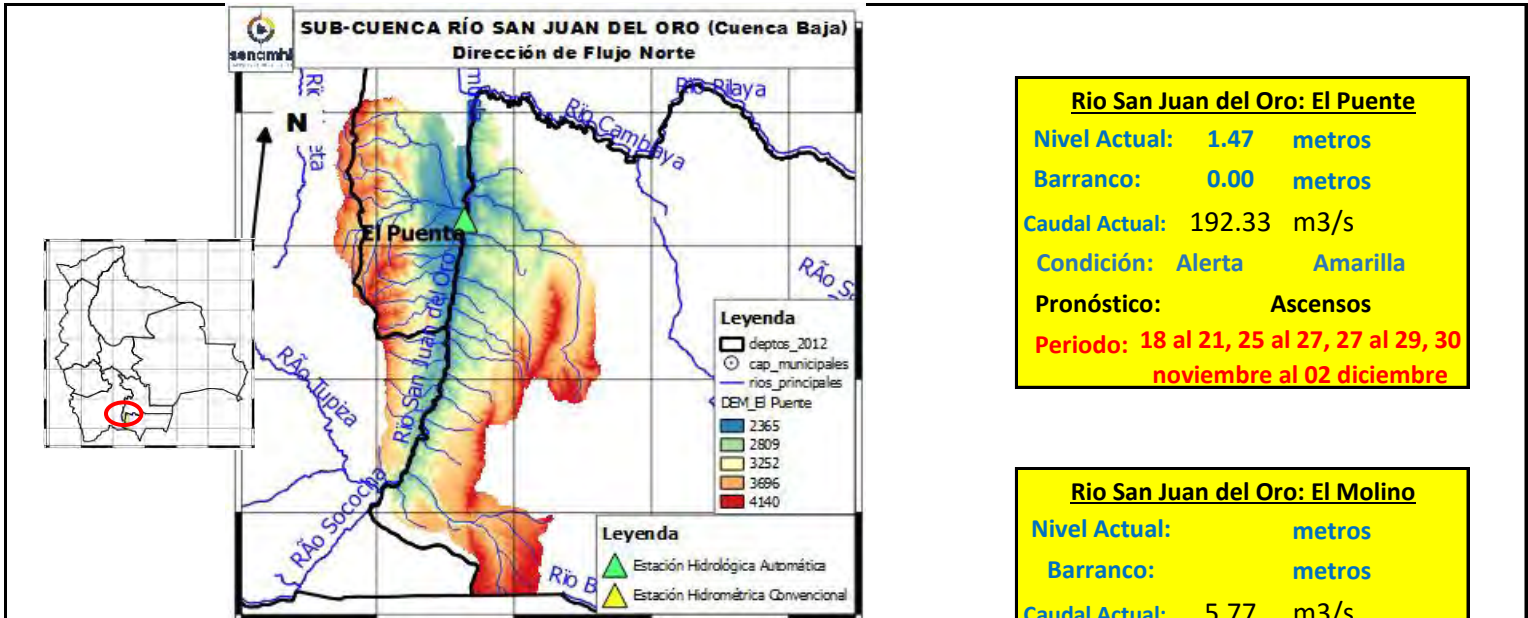 senamhi
SUB-CUENCA RÍO SAN JUAN DEL ORO (Cuenca Baja)
Dirección de Flujo Norte
Río Pilaya
Río Camblaya
N
El Puente
RÃo S
Río San Juan del Oro
RÃo Tupiza
RÃo Sococha
Río B
Leyenda
deptos_2012
cap_municipales
rios_principales
DEM_El Puente
2365
2809
3252
3696
4140
Leyenda
Estación Hidrológica Automática
Estación Hidrométrica Convencional
Rio San Juan del Oro: El Puente
Nivel Actual: 1.47 metros
Barranco: 0.00 metros
Caudal Actual: 192.33 m3/s
Condición: Alerta Amarilla
Pronóstico: Ascensos
Periodo: 18 al 21, 25 al 27, 27 al 29, 30
noviembre al 02 diciembre
Rio San Juan del Oro: El Molino
Nivel Actual: metros
Barranco: metros
Caudal Actual: 5.77 m3/s